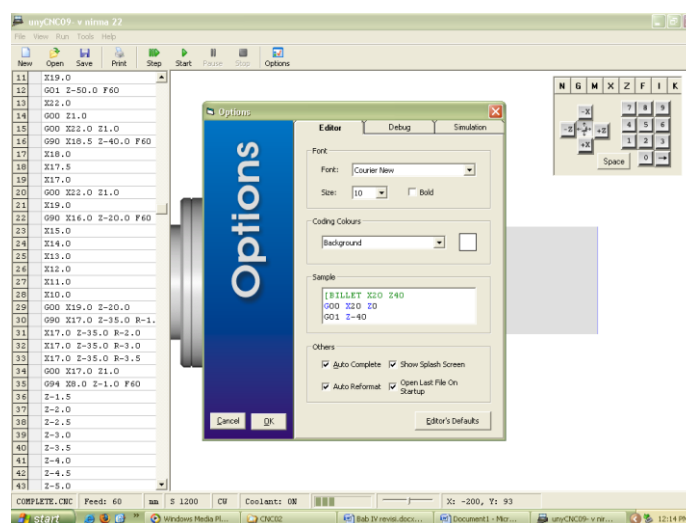 unyCNC09- v nirma 22
File View Run Tools Help
New Open Save Print Step Start Pause Stop Options
11 X19.0
12 G01 Z-50.0 F60
13 X22.0
14 G00 Z1.0
15 G00 X22.0 Z1.0
16 G90 X18.5 Z-40.0 F60
17 X18.0
18 X17.5
19 X17.0
20 G00 X22.0 Z1.0
21 X19.0
22 G90 X16.0 Z-20.0 F60
23 X15.0
24 X14.0
25 X13.0
26 X12.0
27 X11.0
28 X10.0
29 G00 X19.0 Z-20.0
30 G90 X17.0 Z-35.0 R-1.
31 X17.0 Z-35.0 R-2.0
32 X17.0 Z-35.0 R-3.0
33 X17.0 Z-35.0 R-3.5
34 G00 X17.0 Z1.0
35 G94 X8.0 Z-1.0 F60
36 Z-1.5
37 Z-2.0
38 Z-2.5
39 Z-3.0
40 Z-3.5
41 Z-4.0
42 Z-4.5
43 Z-5.0
Options
Options
Editor Debug Simulation
Font
Font: Courier New
Size: 10 Bold
Coding Colours
Background
Sample
[BILLET X20 Z40
G00 X20 Z0
G01 Z-40
Others
Auto Complete Show Splash Screen
Auto Reformat Open Last File On Startup
Cancel OK Editor's Defaults
N G M X Z F I K
-X 7 8 9
-Z +Z 4 5 6
+X 1 2 3
Space 0
COMPLETE.CNC Feed: 60 mm S 1200 CW Coolant: ON X: -200, Y: 93
start Windows Media Pl... CNC02 Bab IV revisi.docx... Document1 - Micr... unyCNC09- v nir... 12:14 PM